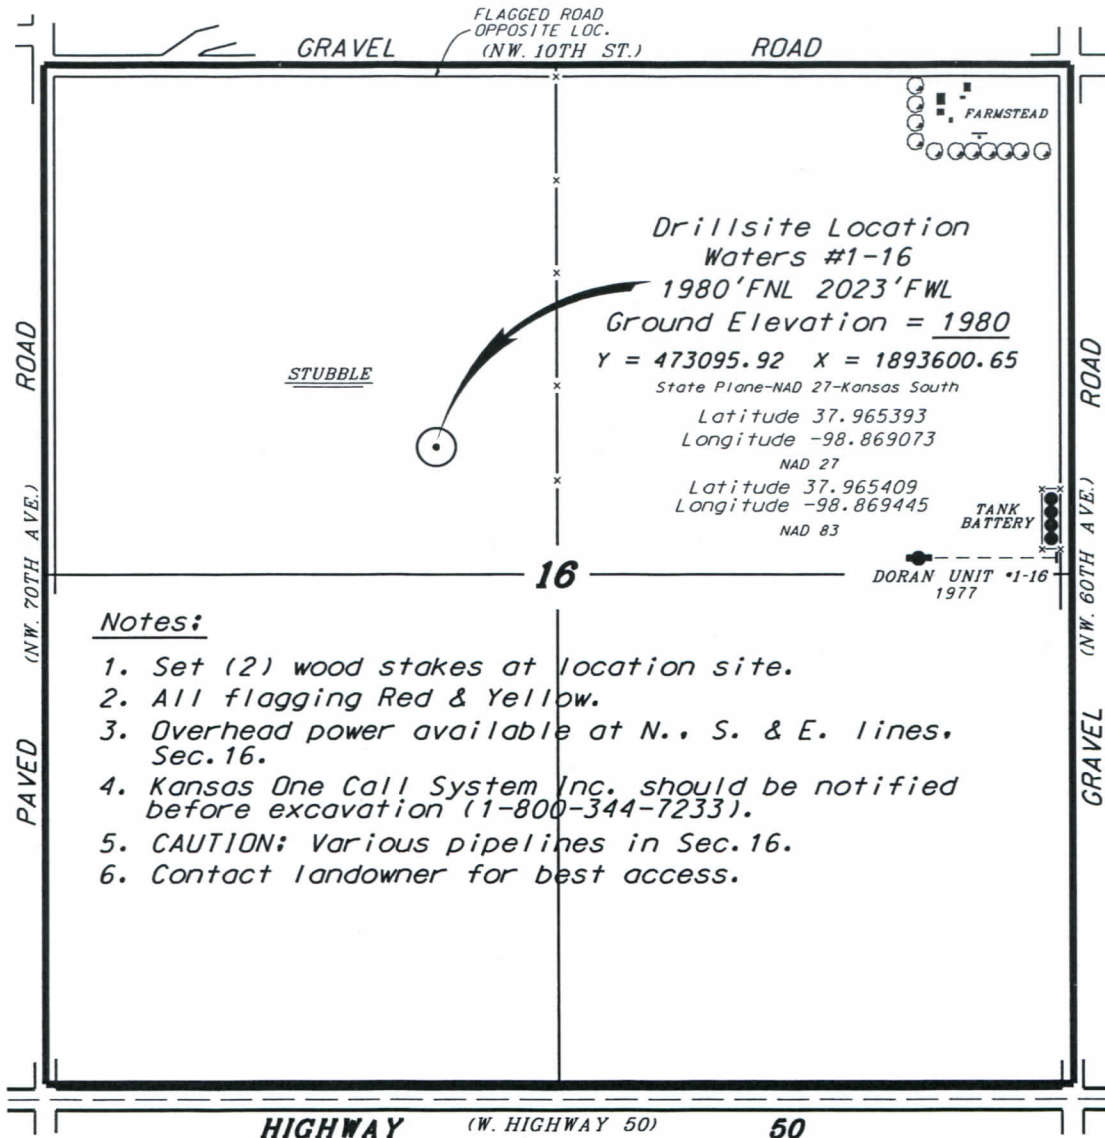 FLAGGED ROAD
OPPOSITE LOC.
GRAVEL (NW. 10TH ST.) ROAD
FARMSTEAD
Drillsite Location
Waters #1-16
1980'FNL 2023'FWL
Ground Elevation = 1980
Y = 473095.92 X = 1893600.65
State Plane-NAD 27-Kansas South
Latitude 37.965393
Longitude -98.869073
NAD 27
Latitude 37.965409
Longitude -98.869445
NAD 83
STUBBLE
TANK
BATTERY
DORAN UNIT #1-16
1977
16
PAVED (NW. 70TH AVE.) ROAD
GRAVEL (NW. 60TH AVE.) ROAD
Notes:
1. Set (2) wood stakes at location site.
2. All flagging Red & Yellow.
3. Overhead power available at N., S. & E. lines,
Sec.16.
4. Kansas One Call System Inc. should be notified
before excavation (1-800-344-7233).
5. CAUTION: Various pipelines in Sec.16.
6. Contact landowner for best access.
HIGHWAY (W. HIGHWAY 50) 50